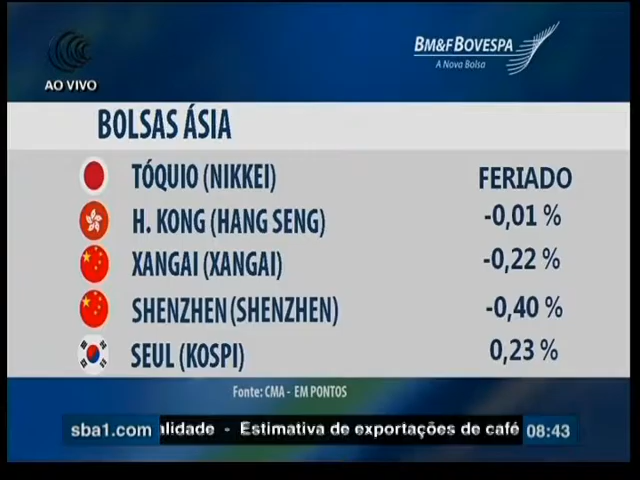 AO VIVO
BM&FBOVESPA
A Nova Bolsa
BOLSAS ÁSIA
TÓQUIO (NIKKEI) FERIADO
H. KONG (HANG SENG) -0,01 %
XANGAI (XANGAI) -0,22 %
SHENZHEN (SHENZHEN) -0,40 %
SEUL (KOSPI) 0,23 %
Fonte: CMA - EM PONTOS
sba1.com alidade - Estimativa de exportações de café 08:43